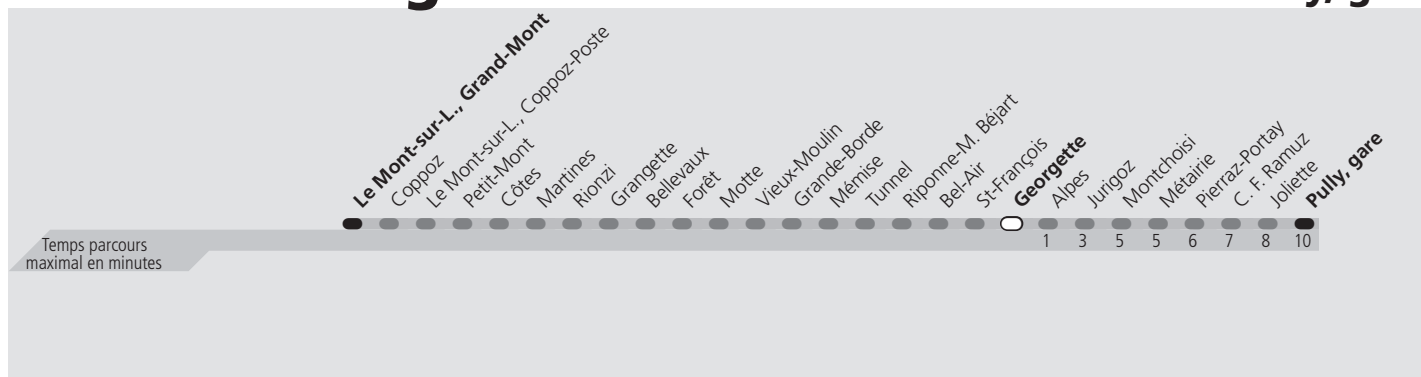 Le Mont-sur-L., Grand-Mont
Coppoz
Le Mont-sur-L., Coppoz-Poste
Petit-Mont
Côtes
Martines
Rionzi
Grangette
Bellevaux
Forêt
Motte
Vieux-Moulin
Grande-Borde
Mémise
Tunnel
Riponne-M. Béjart
Bel-Air
St-François
Georgette
Alpes
Jurigoz
Montchoisi
Métairie
Pierraz-Portay
C. F. Ramuz
Joliette
Pully, gare
Temps parcours
maximal en minutes
1 3 5 5 6 7 8 10